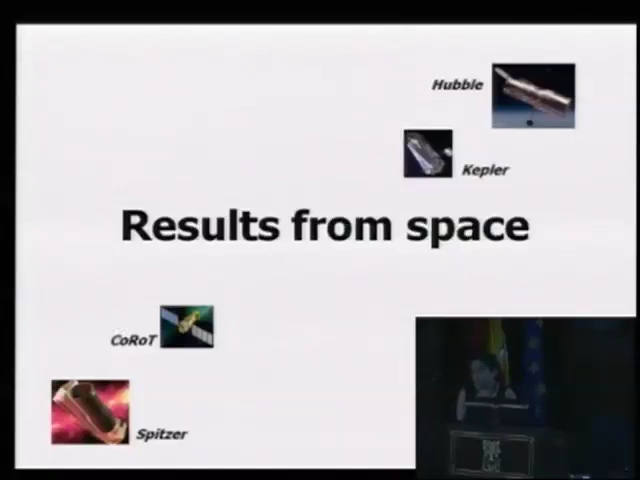 Hubble
Kepler
Results from space
CoRoT
Spitzer